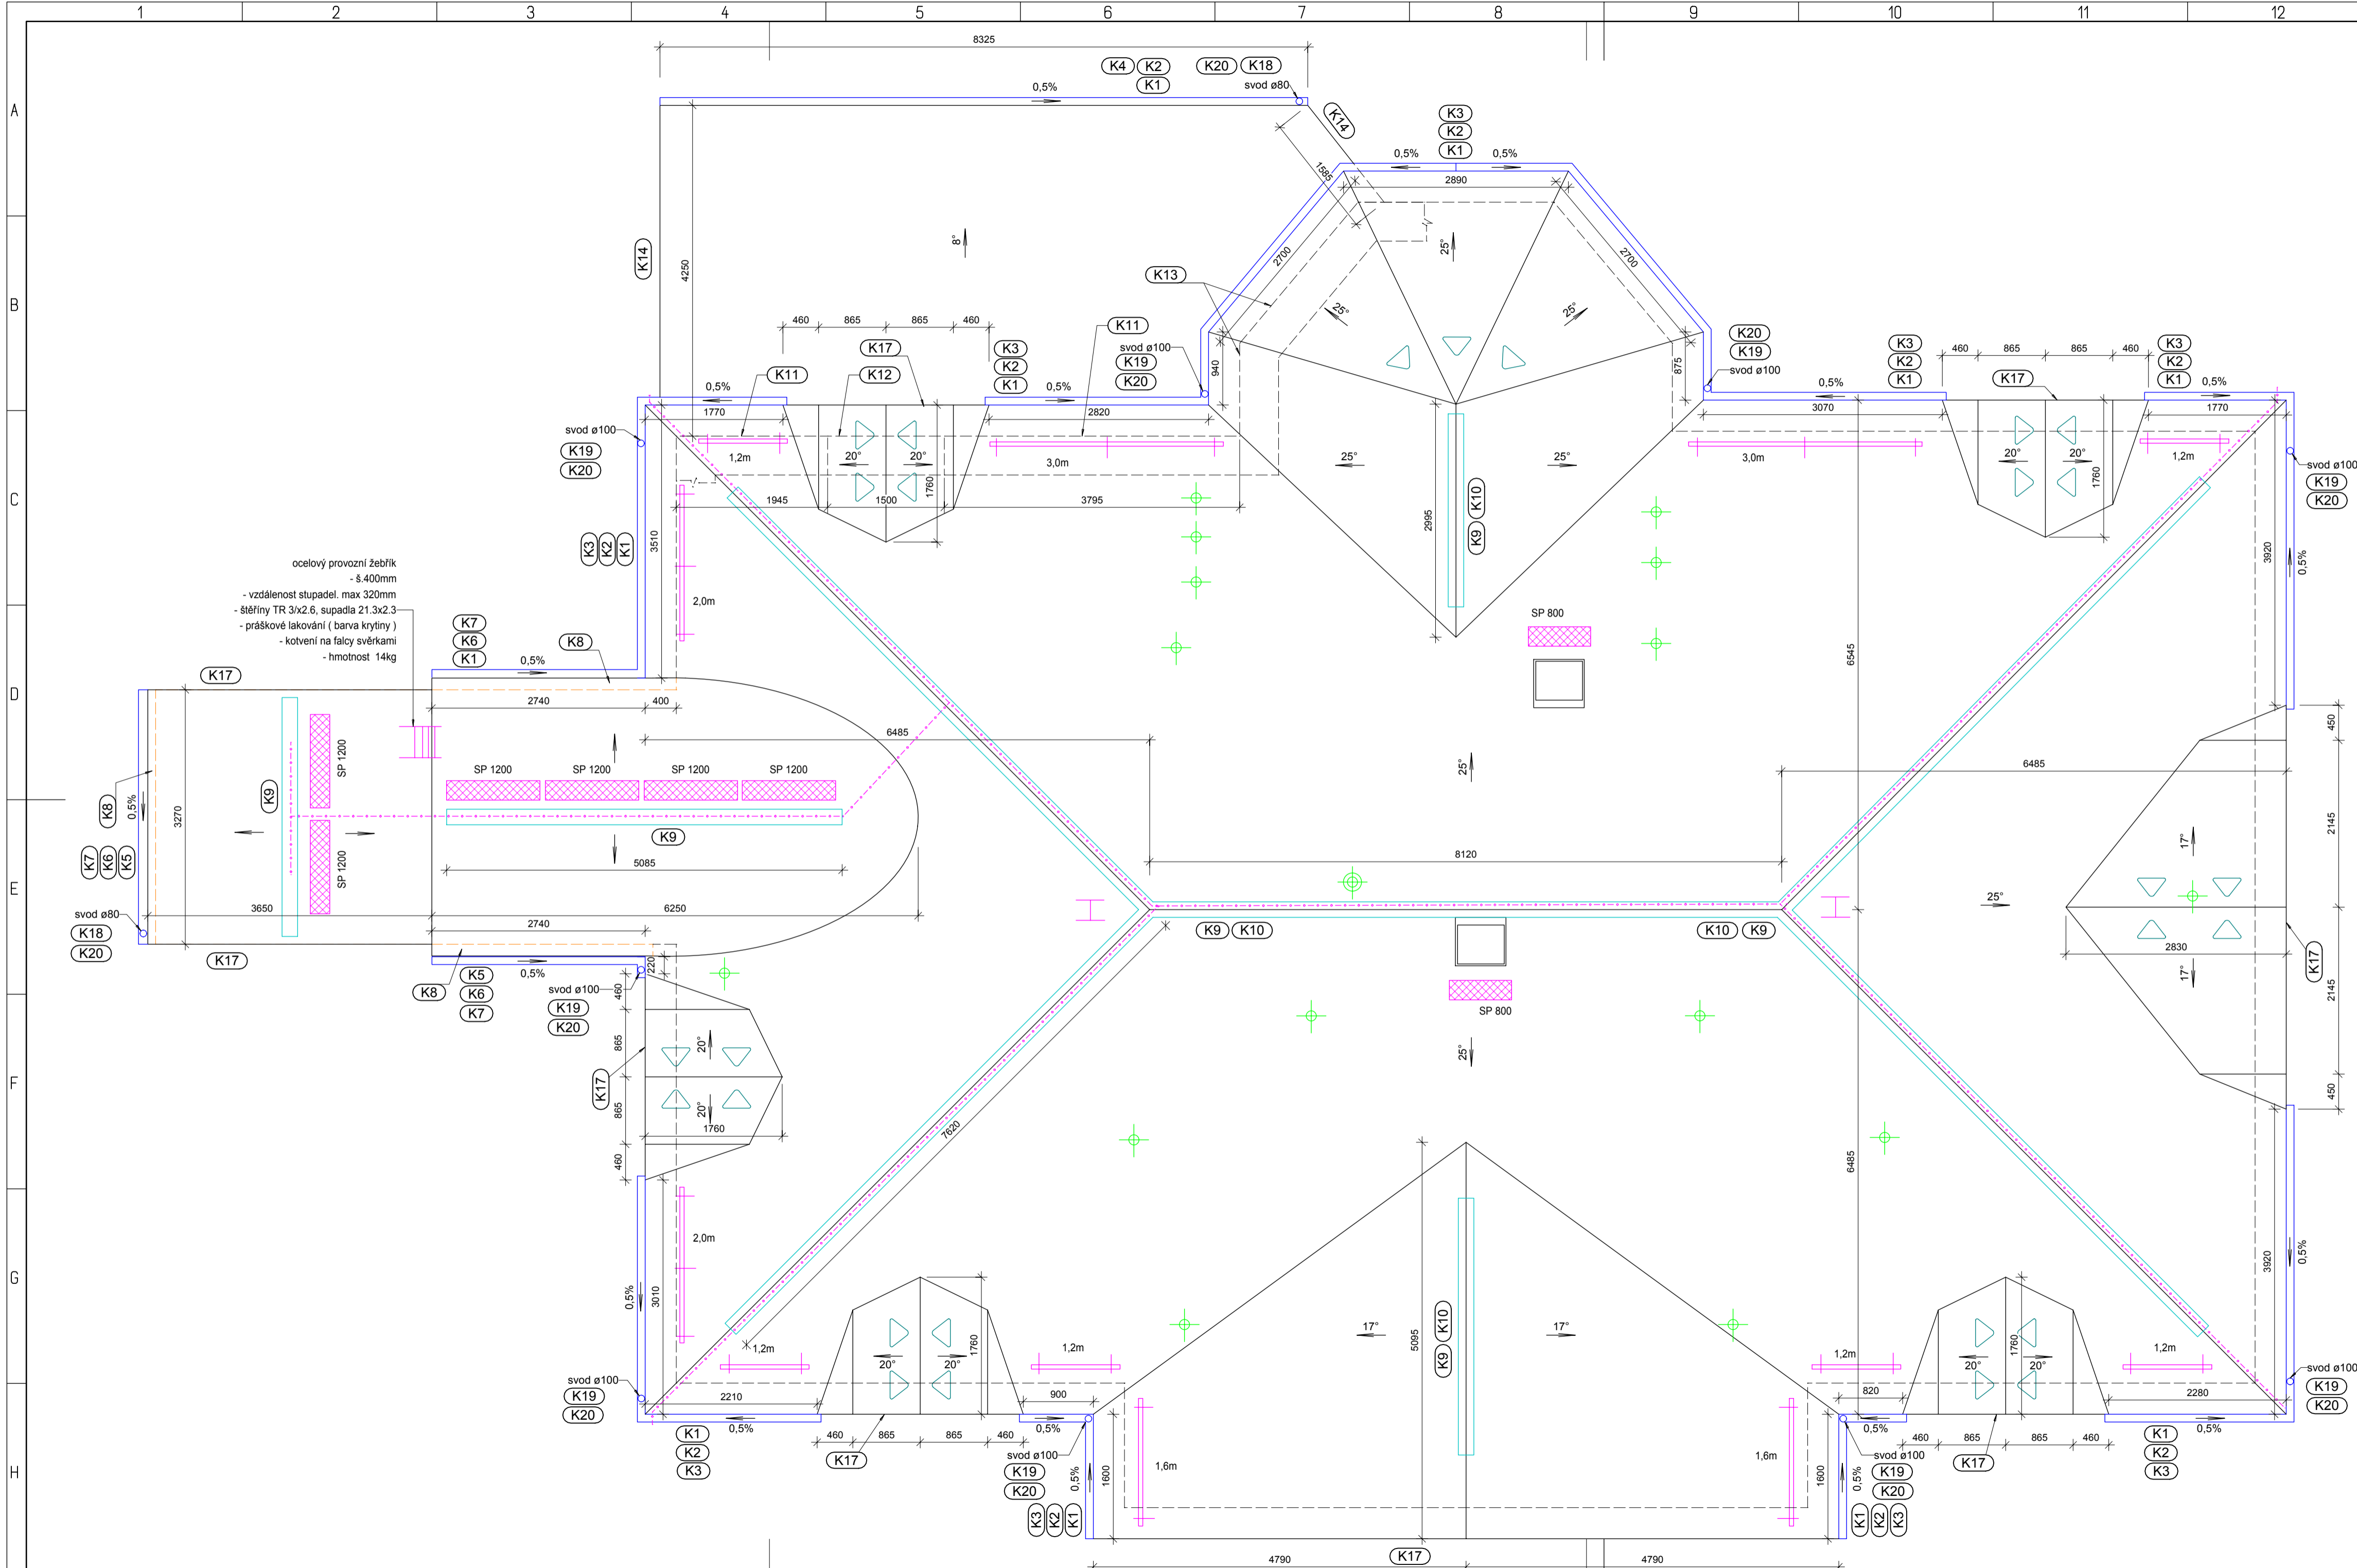 1 2 3 4 5 6 7 8 9 10 11 12
A
B
C
D
E
F
G
H
8325
0,5%
K4 K2
K1
K20 K18
svod ø80
K14
1585
K3
K2
K1
0,5% 0,5%
2890
2700
2700
25°
25°
25°
K14
4250
8°
K13
460 865 865 460
K17
K3
K2
K1
K11
svod ø100
K19
K20
940
875
K20
K19
svod ø100
K3
K2
K1
460 865 865 460
K17
K3
K2
K1
0,5%
K11
K12
0,5%
0,5%
0,5%
1770
2820
3070
1770
svod ø100
K19
K20
1,2m
20° 20°
1760
3,0m
25° 25°
3,0m
20° 20°
1760
1,2m
svod ø100
K19
K20
1945 1500 3795
2995
K9 K10
K3 K2 K1
3510
3920
0,5%
ocelový provozní žebřík
- š.400mm
- vzdálenost stupadel. max 320mm
- štěříny TR 3/x2.6, supadla 21.3x2.3
- práškové lakování ( barva krytiny )
- kotvení na falcy svěrkami
- hmotnost 14kg
2,0m
SP 800
K7
K6
K1
K8
0,5%
K17
2740 400
6545
450
6485
SP 1200
SP 1200 SP 1200 SP 1200 SP 1200
25°
6485
K8
0,5%
K9
3270
K9
2145
17°
K7 K6 K5
SP 1200
5085
8120
25°
svod ø80
K18
K20
3650 6250
2740
K17
K9 K10
K10 K9
2830
K17
17°
2145
K8
K5
K6
K7
0,5%
svod ø100
K19
K20
220
460
SP 800
25°
865
20°
K17
865
20°
1760
460
7620
6485
450
2,0m
0,5%
3010
3920
0,5%
5095
K9 K10
17° 17°
1,2m
20° 20°
1760
1,2m
1,2m
20° 20°
1760
1,2m
svod ø100
K19
K20
2210
900
820
2280
svod ø100
K19
K20
0,5%
0,5%
0,5%
0,5%
K1
K2
K3
460 865 865 460
K17
svod ø100
K19
K20
K3 K2 K1
0,5%
1600
1,6m
1,6m
1600
0,5%
svod ø100
K19
K20
K1 K2 K3
460 865 865 460
K17
K1
K2
K3
4790 K17 4790